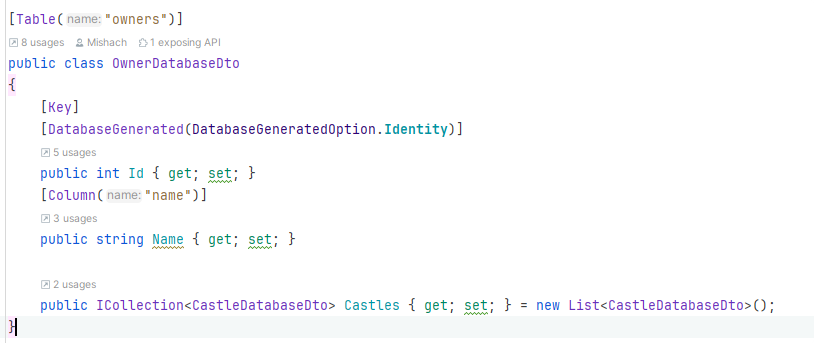 [Table(name:"owners")]
8 usages Mishach 1 exposing API
public class OwnerDatabaseDto
{
[Key]
[DatabaseGenerated(DatabaseGeneratedOption.Identity)]
5 usages
public int Id { get; set; }
[Column(name:"name")]
3 usages
public string Name { get; set; }
2 usages
public ICollection<CastleDatabaseDto> Castles { get; set; } = new List<CastleDatabaseDto>();
}